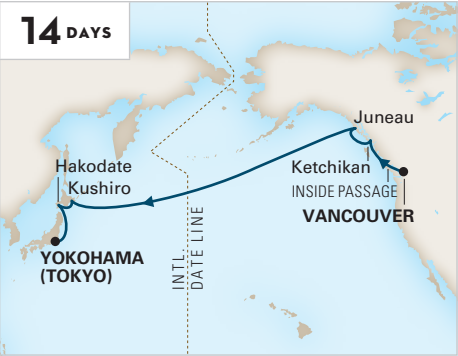 14 DAYS
Juneau
Hakodate
Ketchikan
Kushiro
INSIDE PASSAGE
VANCOUVER
YOKOHAMA
(TOKYO)
INTL.
DATE LINE